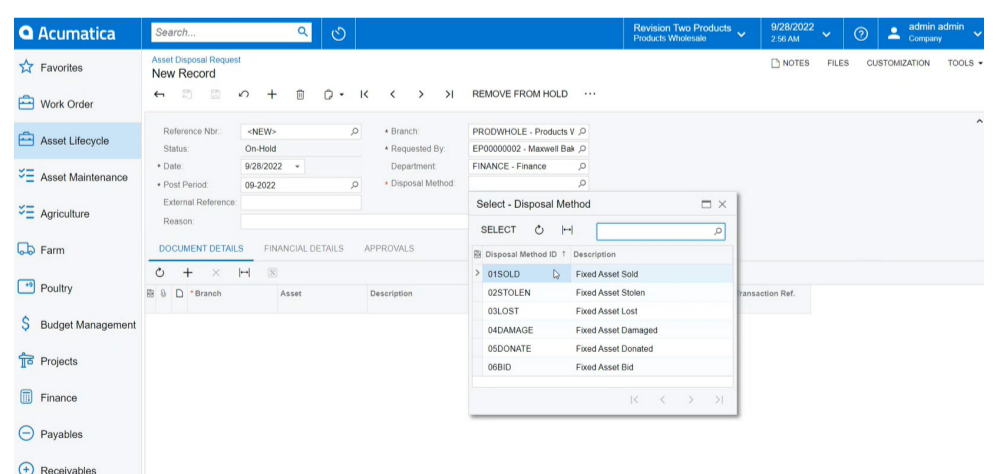 Acumatica
Search...
Revision Two Products
Products Wholesale
9/28/2022
2:56 AM
admin admin
Company
Favorites
Work Order
Asset Lifecycle
Asset Maintenance
Agriculture
Farm
Poultry
Budget Management
Projects
Finance
Payables
Receivables
Asset Disposal Request
New Record
NOTES FILES CUSTOMIZATION TOOLS
REMOVE FROM HOLD ...
Reference Nbr.: <NEW>
Status: On-Hold
* Date: 9/28/2022
* Post Period: 09-2022
External Reference:
Reason:
* Branch: PRODWHOLE - Products V
* Requested By: EP00000002 - Maxwell Bak
Department: FINANCE - Finance
* Disposal Method:
DOCUMENT DETAILS FINANCIAL DETAILS APPROVALS
* Branch Asset Description
Transaction Ref.
Select - Disposal Method
SELECT
Disposal Method ID Description
01SOLD Fixed Asset Sold
02STOLEN Fixed Asset Stolen
03LOST Fixed Asset Lost
04DAMAGE Fixed Asset Damaged
05DONATE Fixed Asset Donated
06BID Fixed Asset Bid